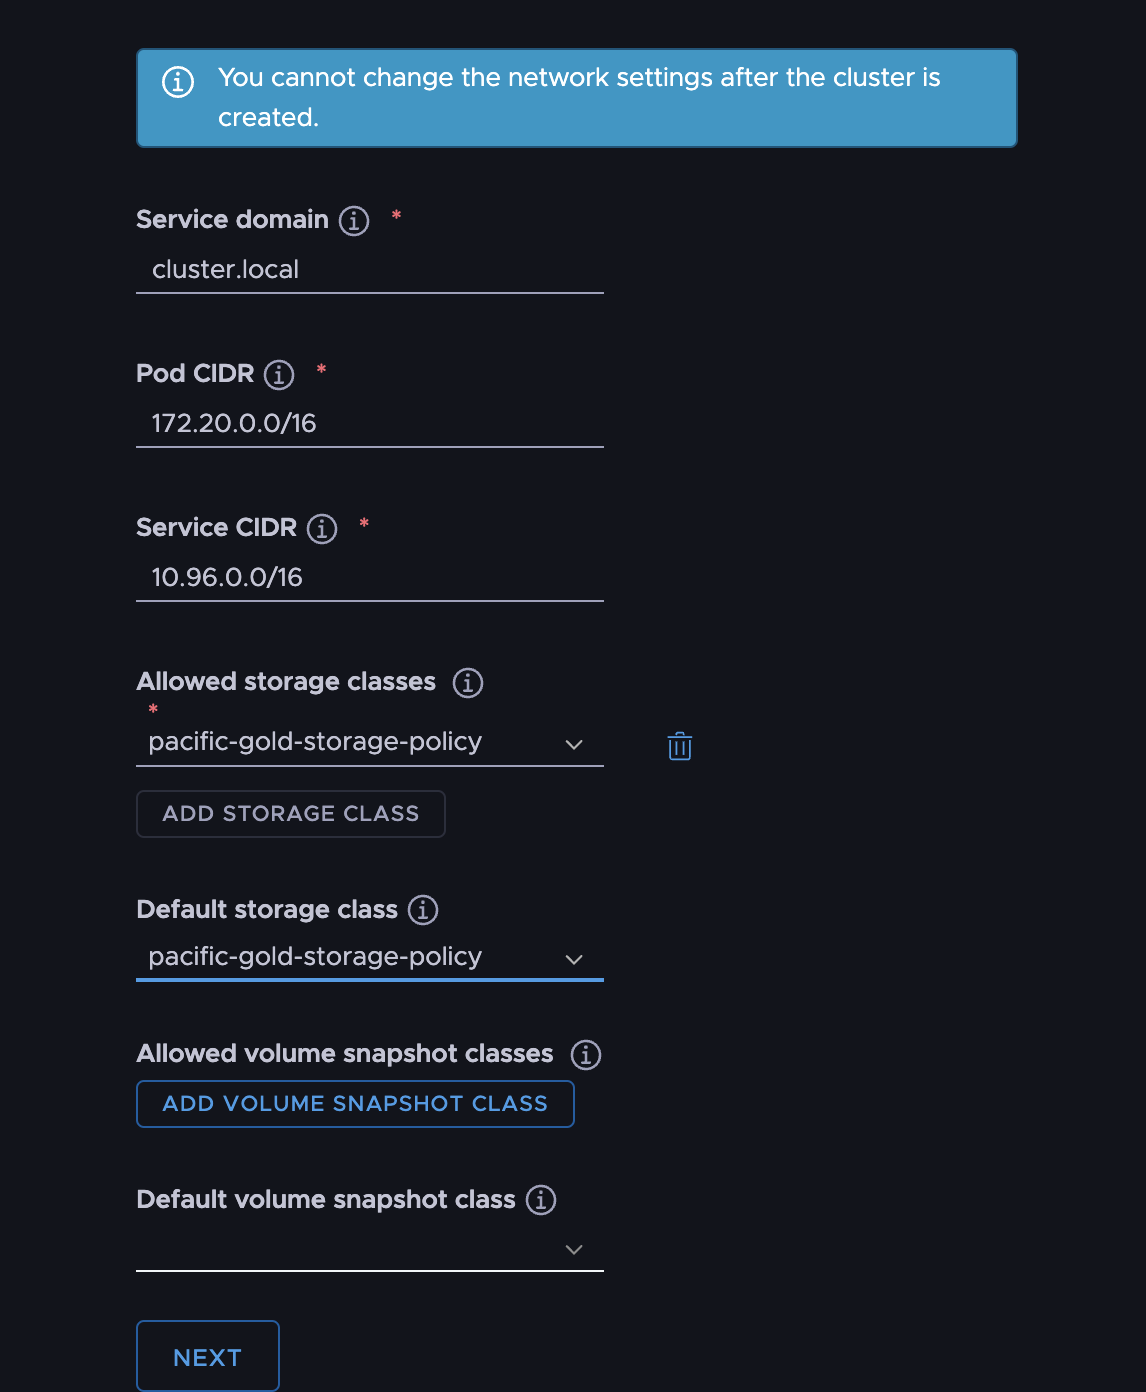 You cannot change the network settings after the cluster is
created.
Service domain *
cluster.local
Pod CIDR *
172.20.0.0/16
Service CIDR *
10.96.0.0/16
Allowed storage classes
*
pacific-gold-storage-policy
ADD STORAGE CLASS
Default storage class
pacific-gold-storage-policy
Allowed volume snapshot classes
ADD VOLUME SNAPSHOT CLASS
Default volume snapshot class
NEXT